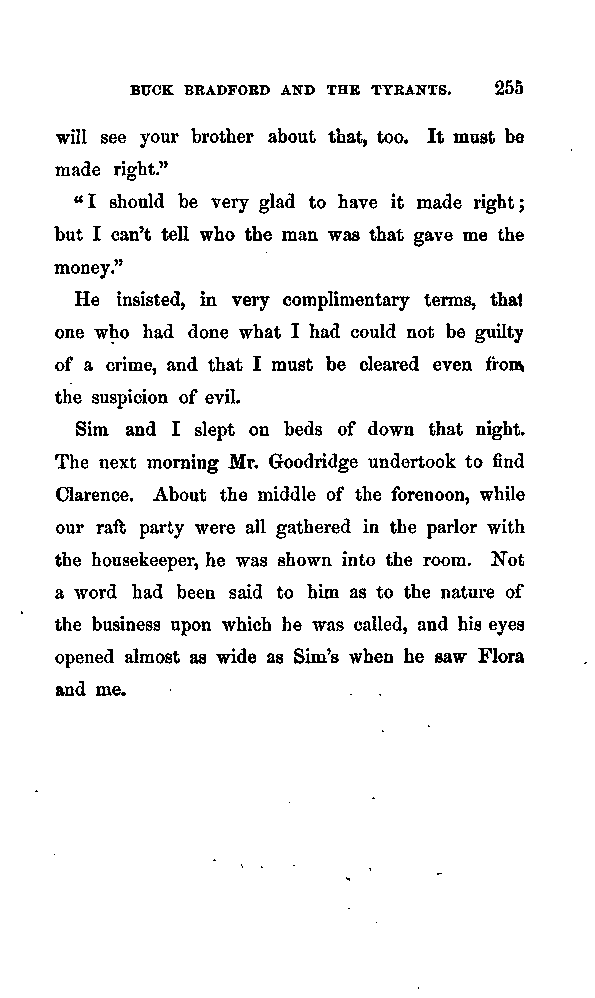 BUCK BRADFORD AND THE TYRANTS. 255
will see your brother about that, too. It must be
made right.”
“I should be very glad to have it made right;
but I can’t tell who the man was that gave me the
money.”
He insisted, in very complimentary terms, that
one who had done what I had could not be guilty
of a crime, and that I must be cleared even from
the suspicion of evil.
Sim and I slept on beds of down that night.
The next morning Mr. Goodridge undertook to find
Clarence. About the middle of the forenoon, while
our raft party were all gathered in the parlor with
the housekeeper, he was shown into the room. Not
a word had been said to him as to the nature of
the business upon which he was called, and his eyes
opened almost as wide as Sim’s when he saw Flora
and me.